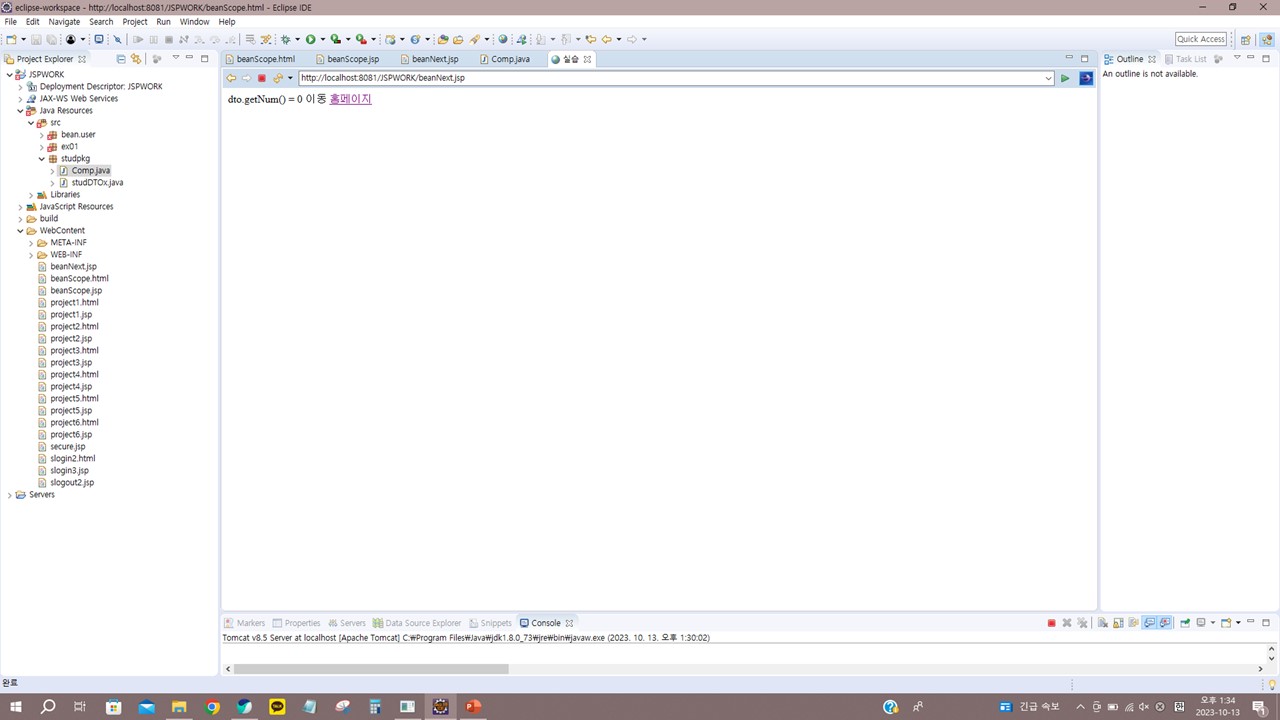 eclipse-workspace - http://localhost:8081/JSPWORK/beanScope.html - Eclipse IDE
File Edit Navigate Search Project Run Window Help
Quick Access
Project Explorer
beanScope.html beanScope.jsp beanNext.jsp Comp.java 실습
Outline Task List
http://localhost:8081/JSPWORK/beanNext.jsp
An outline is not available.
dto.getNum() = 0 이동 홈페이지
JSPWORK
Deployment Descriptor: JSPWORK
JAX-WS Web Services
Java Resources
src
bean.user
ex01
studpkg
Comp.java
studDTOx.java
Libraries
JavaScript Resources
build
WebContent
META-INF
WEB-INF
beanNext.jsp
beanScope.html
beanScope.jsp
project1.html
project1.jsp
project2.html
project2.jsp
project3.html
project3.jsp
project4.html
project4.jsp
project5.html
project5.jsp
project6.html
project6.jsp
secure.jsp
slogin2.html
slogin3.jsp
slogout2.jsp
Servers
Markers Properties Servers Data Source Explorer Snippets Console
Tomcat v8.5 Server at localhost [Apache Tomcat] C:₩Program Files₩Java₩jdk1.8.0_73₩jre₩bin₩javaw.exe (2023. 10. 13. 오후 1:30:02)
완료
긴급 속보
오후 1:34
2023-10-13